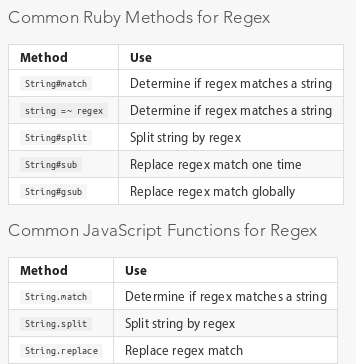 Common Ruby Methods for Regex
Method Use
String#match Determine if regex matches a string
string =~ regex Determine if regex matches a string
String#split Split string by regex
String#sub Replace regex match one time
String#gsub Replace regex match globally
Common JavaScript Functions for Regex
Method Use
String.match Determine if regex matches a string
String.split Split string by regex
String.replace Replace regex match